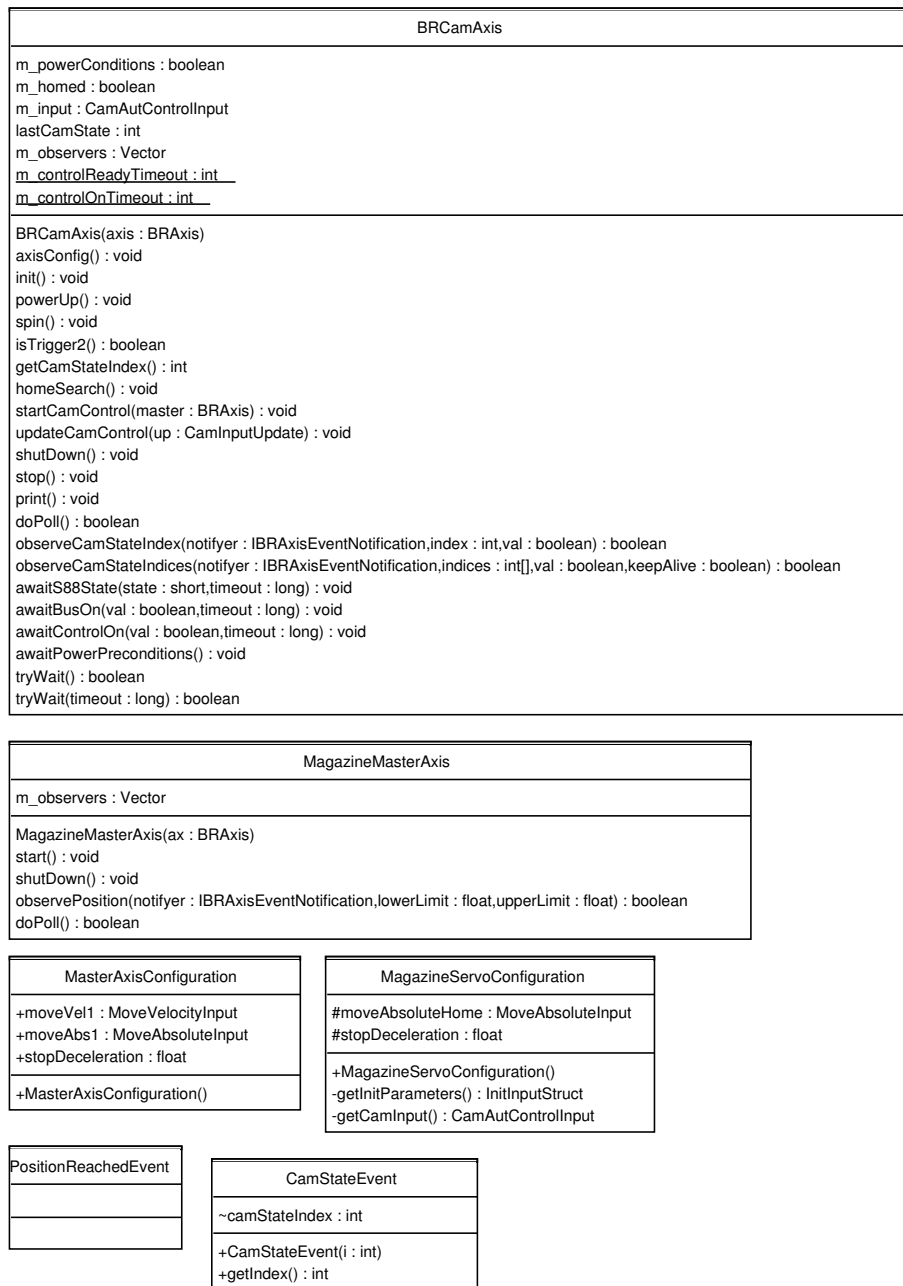 BRCamAxis
m_powerConditions : boolean
m_homed : boolean
m_input : CamAutControlInput
lastCamState : int
m_observers : Vector
m_controlReadyTimeout : int
m_controlOnTimeout : int
BRCamAxis(axis : BRAxis)
axisConfig() : void
init() : void
powerUp() : void
spin() : void
isTrigger2() : boolean
getCamStateIndex() : int
homeSearch() : void
startCamControl(master : BRAxis) : void
updateCamControl(up : CamInputUpdate) : void
shutDown() : void
stop() : void
print() : void
doPoll() : boolean
observeCamStateIndex(notifyer : IBRAxisEventNotification,index : int,val : boolean) : boolean
observeCamStateIndices(notifyer : IBRAxisEventNotification,indices : int[],val : boolean,keepAlive : boolean) : boolean
awaitS88State(state : short,timeout : long) : void
awaitBusOn(val : boolean,timeout : long) : void
awaitControlOn(val : boolean,timeout : long) : void
awaitPowerPreconditions() : void
tryWait() : boolean
tryWait(timeout : long) : boolean
MagazineMasterAxis
m_observers : Vector
MagazineMasterAxis(ax : BRAxis)
start() : void
shutDown() : void
observePosition(notifyer : IBRAxisEventNotification,lowerLimit : float,upperLimit : float) : boolean
doPoll() : boolean
MasterAxisConfiguration
+moveVel1 : MoveVelocityInput
+moveAbs1 : MoveAbsoluteInput
+stopDeceleration : float
+MasterAxisConfiguration()
MagazineServoConfiguration
#moveAbsoluteHome : MoveAbsoluteInput
#stopDeceleration : float
+MagazineServoConfiguration()
-getInitParameters() : InitInputStruct
-getCamInput() : CamAutControlInput
PositionReachedEvent
CamStateEvent
~camStateIndex : int
+CamStateEvent(i : int)
+getIndex() : int